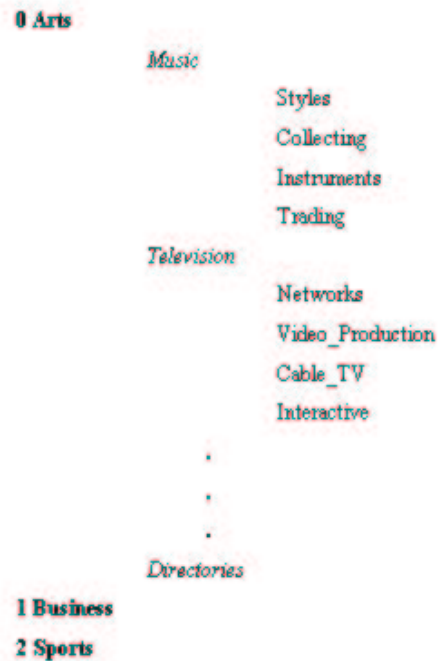 0 Arts
Music
Styles
Collecting
Instruments
Trading
Television
Networks
Video_Production
Cable_TV
Interactive
.
.
.
Directories
1 Business
2 Sports